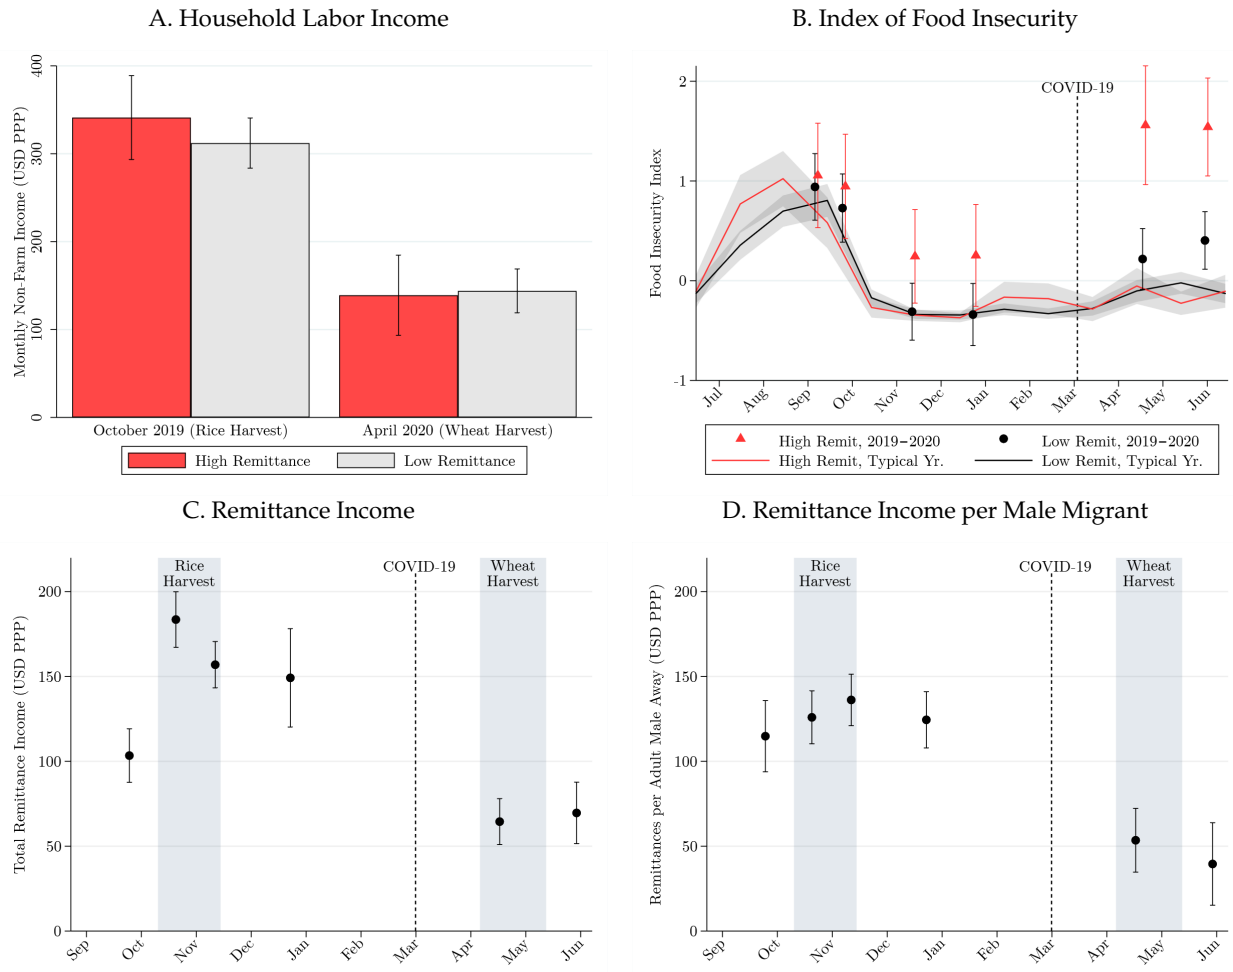 A. Household Labor Income
Monthly Non-Farm Income (USD PPP)
400
300
200
100
0
October 2019 (Rice Harvest)
April 2020 (Wheat Harvest)
High Remittance
Low Remittance
B. Index of Food Insecurity
Food Insecurity Index
2
1
0
-1
COVID-19
Jul
Aug
Sep
Oct
Nov
Dec
Jan
Feb
Mar
Apr
May
Jun
High Remit, 2019−2020
Low Remit, 2019−2020
High Remit, Typical Yr.
Low Remit, Typical Yr.
C. Remittance Income
Total Remittance Income (USD PPP)
200
150
100
50
0
Rice
Harvest
COVID-19
Wheat
Harvest
Sep
Oct
Nov
Dec
Jan
Feb
Mar
Apr
May
Jun
D. Remittance Income per Male Migrant
Remittances per Adult Male Away (USD PPP)
200
150
100
50
0
Rice
Harvest
COVID-19
Wheat
Harvest
Sep
Oct
Nov
Dec
Jan
Feb
Mar
Apr
May
Jun